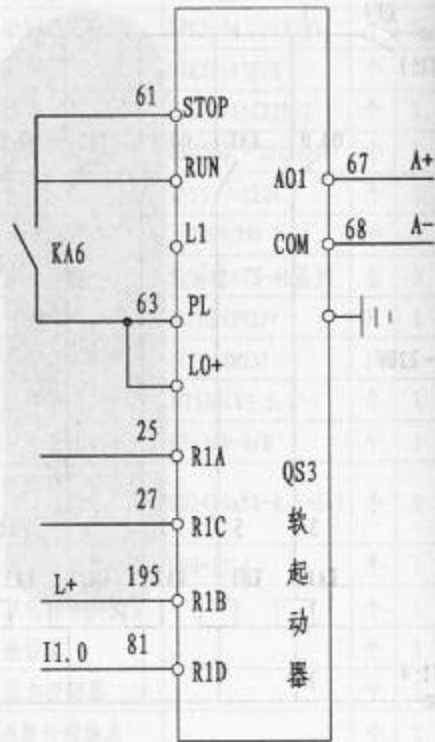 61
STOP
RUN
L1
KA6
63
PL
L0+
25
R1A
27
R1C
L+
195
R1B
I1.0
81
R1D
AO1
67
A+
COM
68
A-
QS3
软
起
动
器